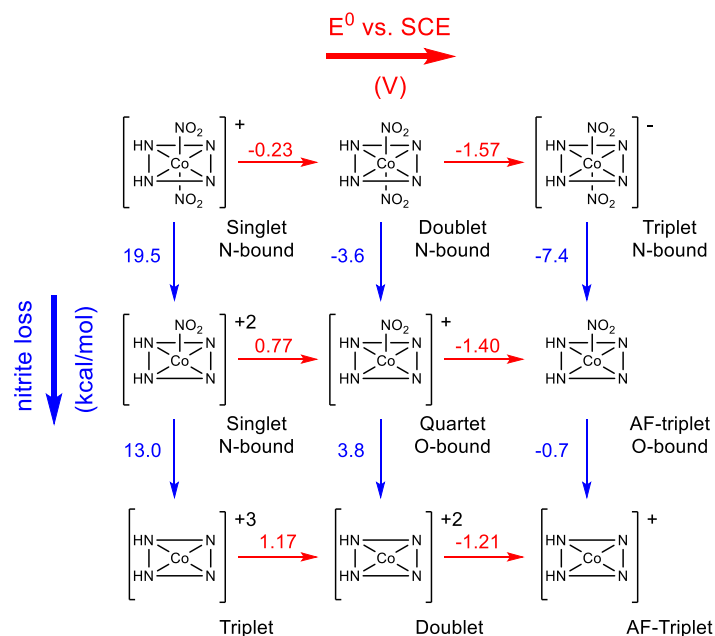 E⁰ vs. SCE
(V)
NO₂
HN N
Co
HN N
NO₂
+
-0.23
NO₂
HN N
Co
HN N
NO₂
-1.57
NO₂
HN N
Co
HN N
NO₂
-
Singlet
N-bound
Doublet
N-bound
Triplet
N-bound
19.5
-3.6
-7.4
nitrite loss
(kcal/mol)
NO₂
HN N
Co
HN N
+2
0.77
NO₂
HN N
Co
HN N
+
-1.40
NO₂
HN N
Co
HN N
Singlet
N-bound
Quartet
O-bound
AF-triplet
O-bound
13.0
3.8
-0.7
HN N
Co
HN N
+3
1.17
HN N
Co
HN N
+2
-1.21
HN N
Co
HN N
+
Triplet
Doublet
AF-Triplet